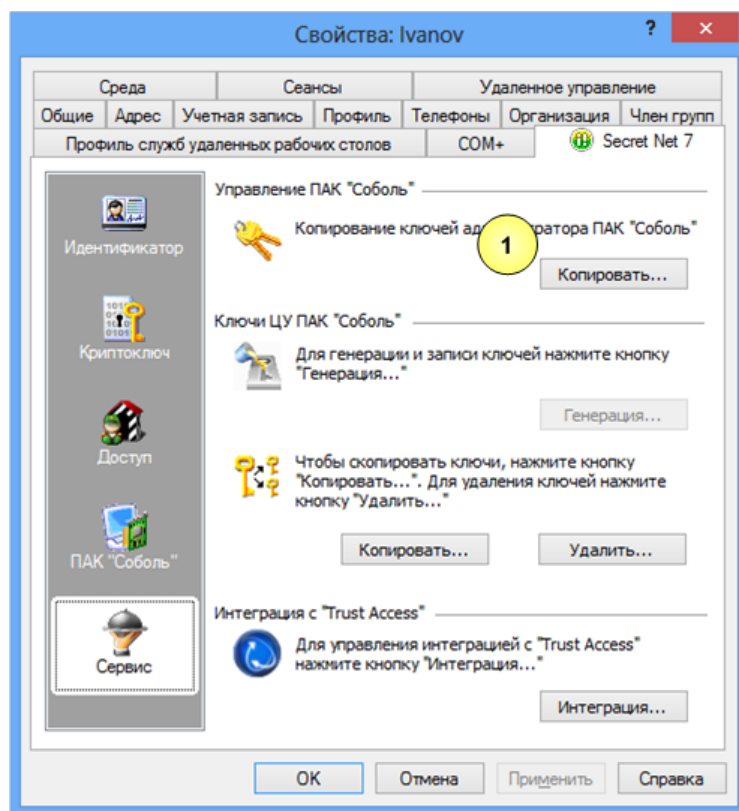 Свойства: Ivanov
?
×
Среда Сеансы Удаленное управление
Общие Адрес Учетная запись Профиль Телефоны Организация Член групп
Профиль служб удаленных рабочих столов COM+ Secret Net 7
Идентификатор
Криптоключ
Доступ
ПАК "Соболь"
Сервис
Управление ПАК "Соболь"
Копирование ключей ПАК "Соболь"
1
Копировать...
Ключи ЦУ ПАК "Соболь"
Для генерации и записи ключей нажмите кнопку
"Генерация..."
Генерация...
Чтобы скопировать ключи, нажмите кнопку
"Копировать...". Для удаления ключей нажмите
кнопку "Удалить..."
Копировать... Удалить...
Интеграция с "Trust Access"
Для управления интеграцией с "Trust Access"
нажмите кнопку "Интеграция..."
Интеграция...
OK Отмена Применить Справка